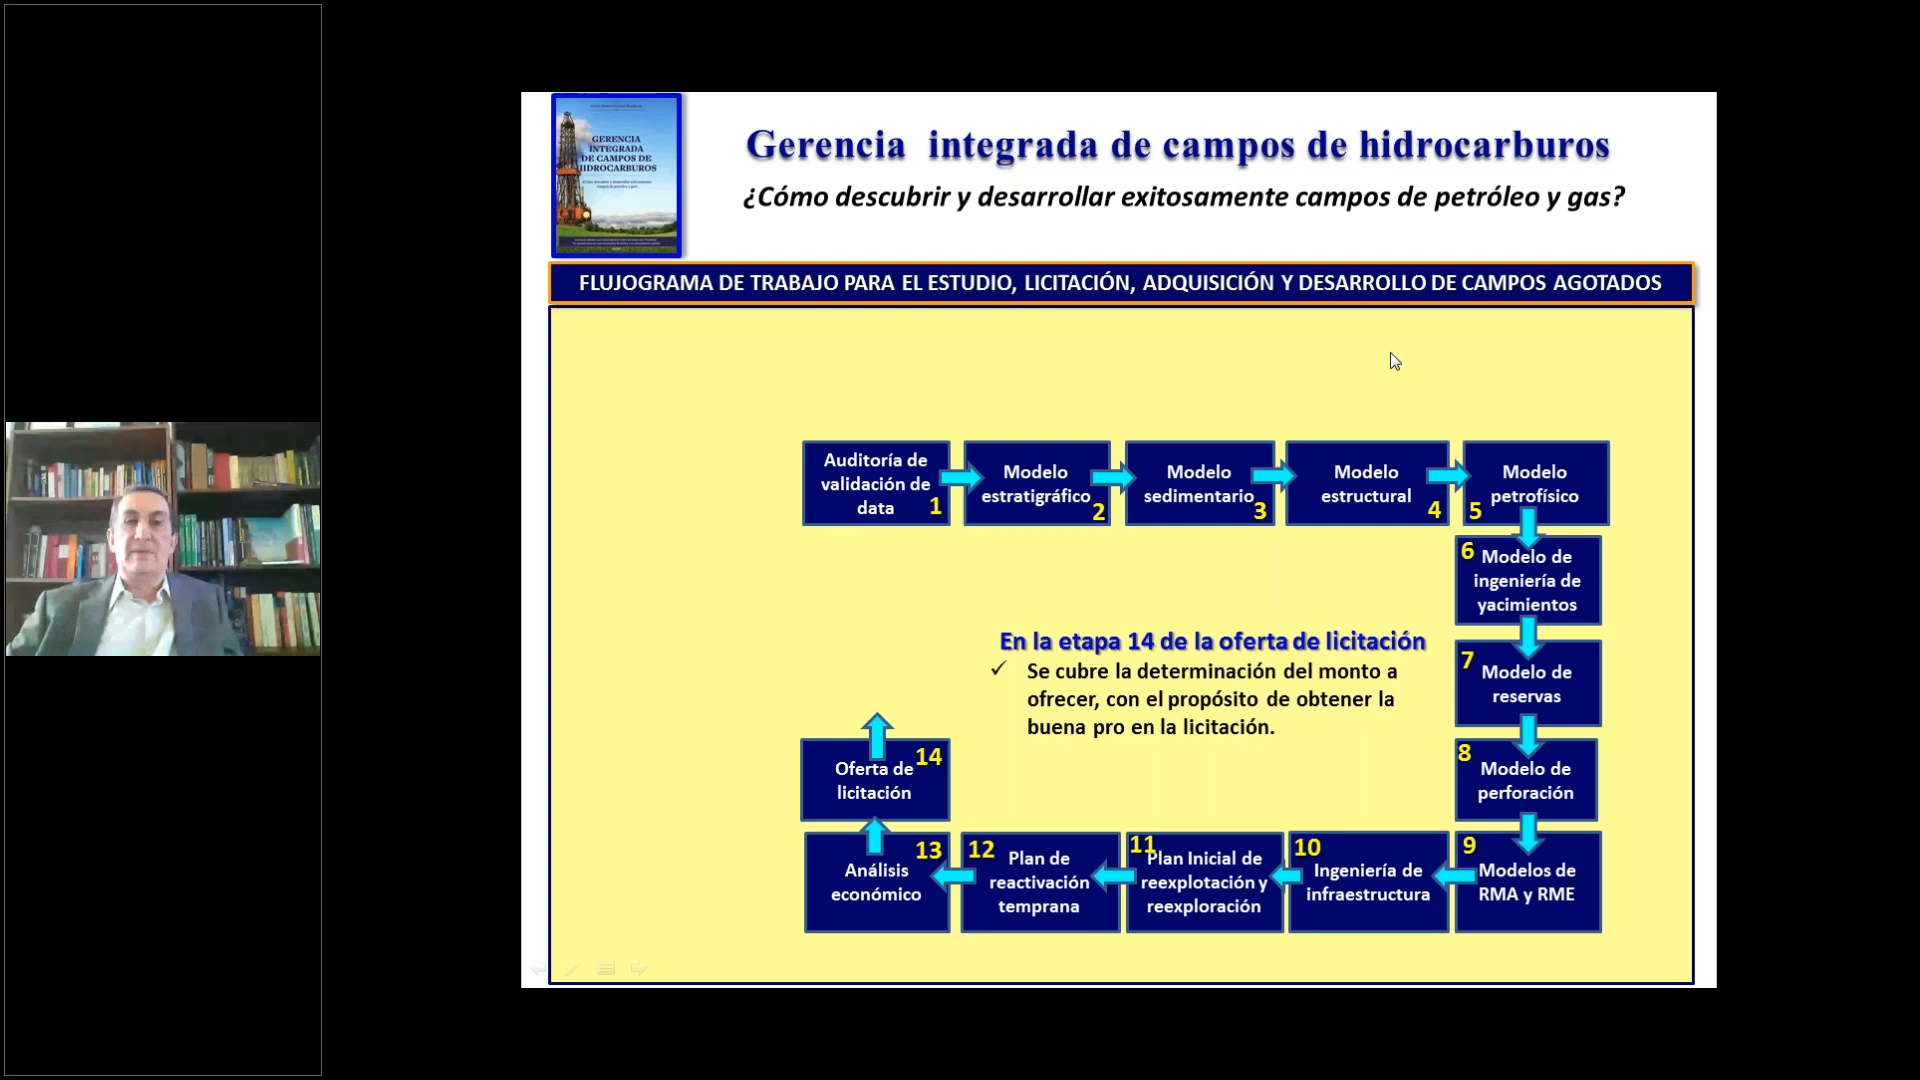 GERENCIA
INTEGRADA
DE CAMPOS DE
HIDROCARBUROS
Gerencia integrada de campos de hidrocarburos
¿Cómo descubrir y desarrollar exitosamente campos de petróleo y gas?
FLUJOGRAMA DE TRABAJO PARA EL ESTUDIO, LICITACIÓN, ADQUISICIÓN Y DESARROLLO DE CAMPOS AGOTADOS
Auditoría de
validación de
data
1
Modelo
estratigráfico
2
Modelo
sedimentario
3
Modelo
estructural
4
Modelo
petrofísico
5
6
Modelo de
ingeniería de
yacimientos
7
Modelo de
reservas
8
Modelo de
perforación
9
Modelos de
RMA y RME
10
Ingeniería de
infraestructura
11
Plan Inicial de
reexplotación y
reexploración
12
Plan de
reactivación
temprana
13
Análisis
económico
14
Oferta de
licitación
En la etapa 14 de la oferta de licitación
✓ Se cubre la determinación del monto a
ofrecer, con el propósito de obtener la
buena pro en la licitación.